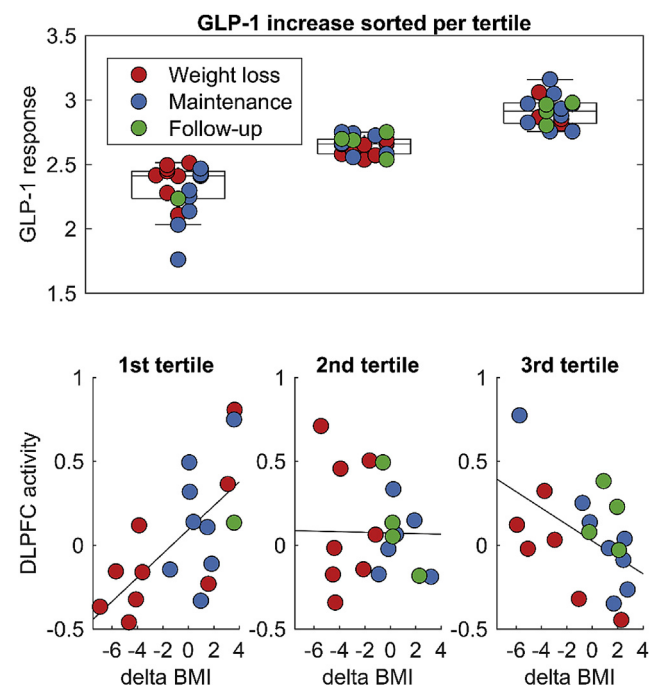 GLP-1 increase sorted per tertile
3.5
3
2.5
2
1.5
GLP-1 response
Weight loss
Maintenance
Follow-up
1st tertile
2nd tertile
3rd tertile
DLPFC activity
1
0.5
0
-0.5
1
0.5
0
-0.5
1
0.5
0
-0.5
-6 -4 -2 0 2 4
-6 -4 -2 0 2 4
-6 -4 -2 0 2 4
delta BMI
delta BMI
delta BMI